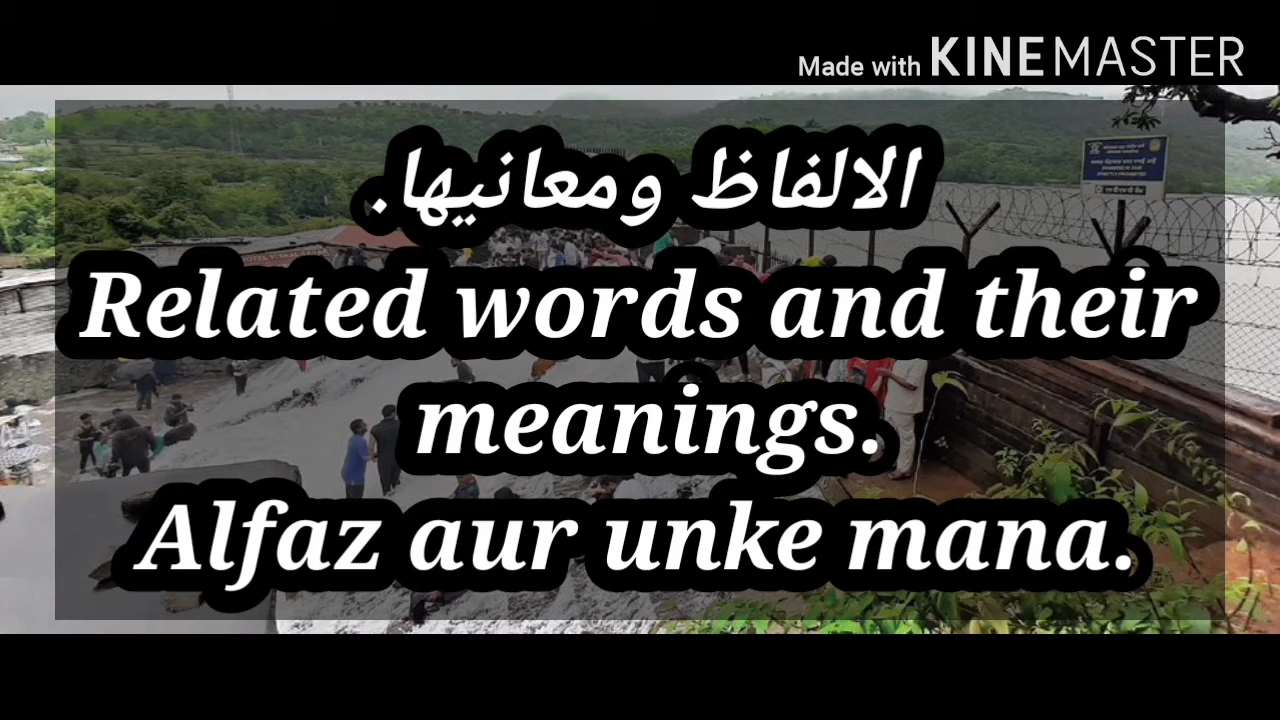 Made with KINEMASTER
الالفاظ ومعانيها.
Related words and their
meanings.
Alfaz aur unke mana.